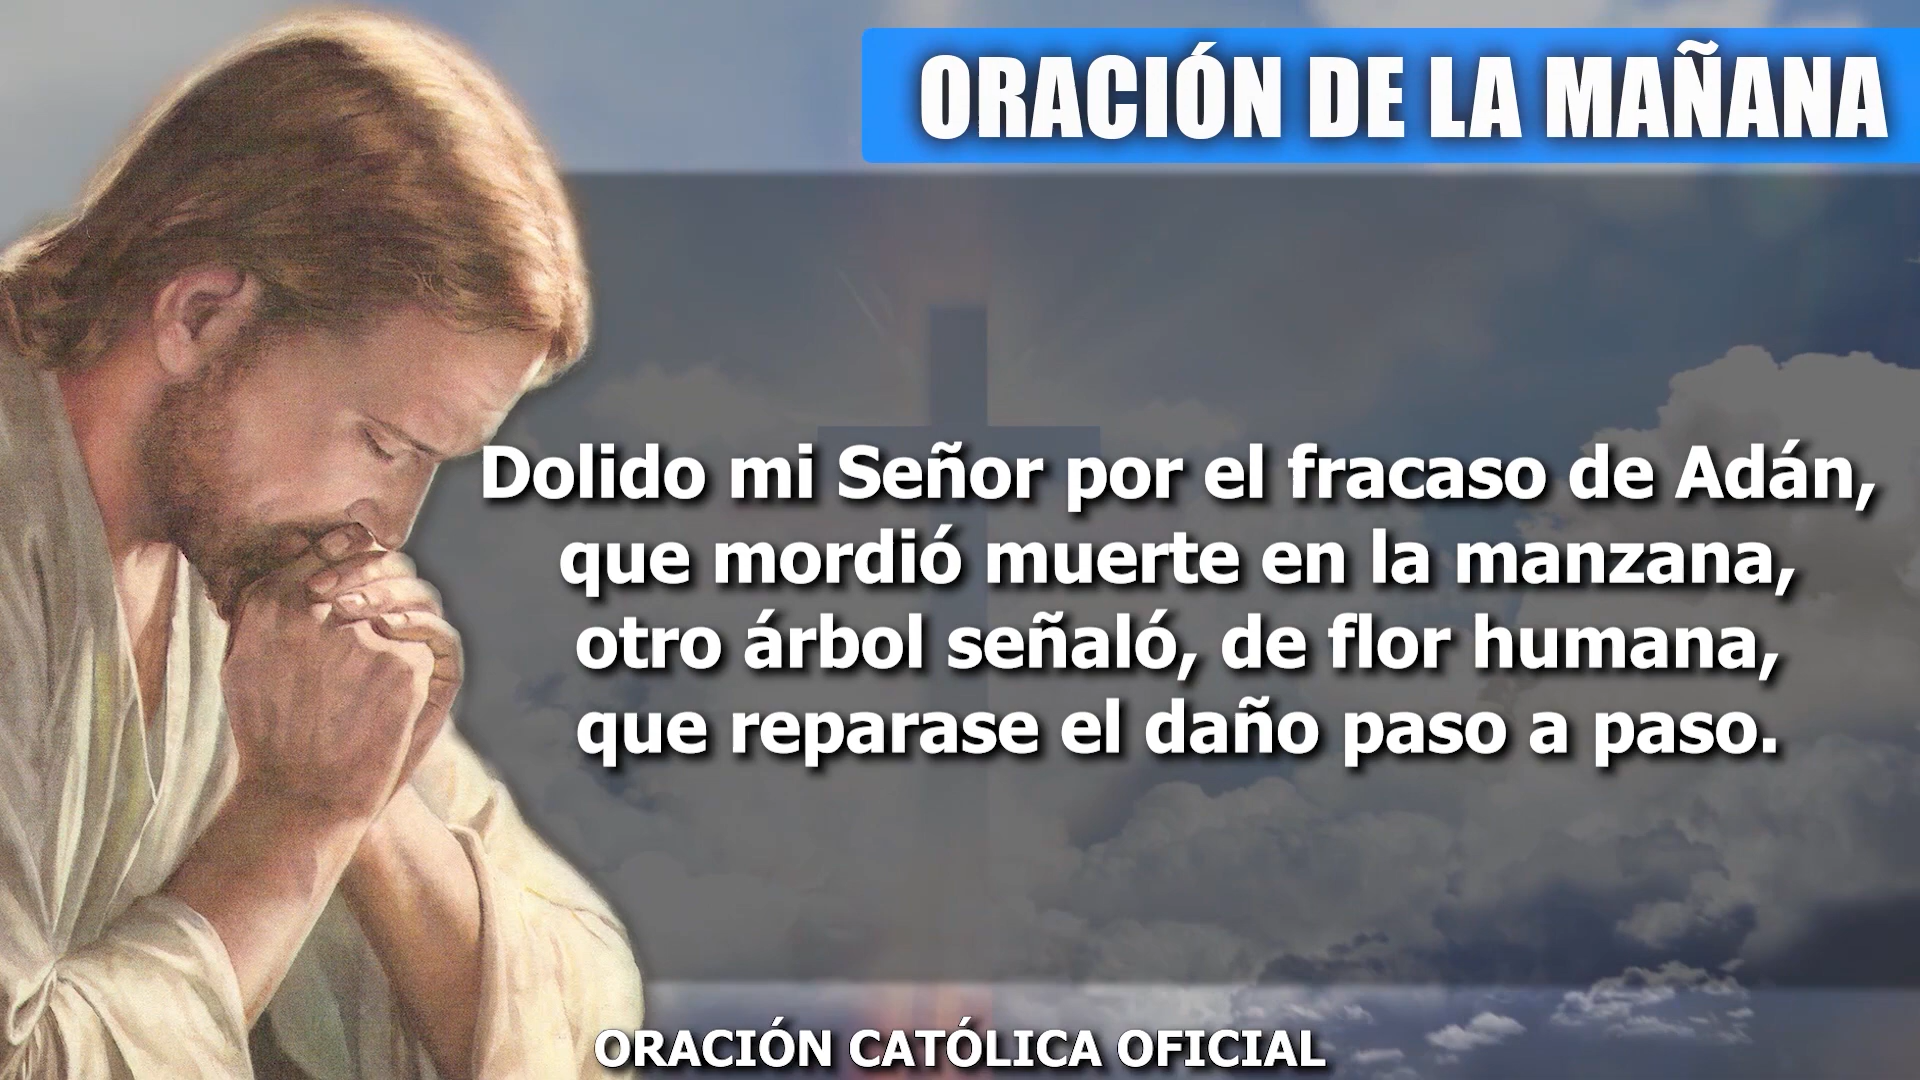 ORACIÓN DE LA MAÑANA
Dolido mi Señor por el fracaso de Adán,
que mordió muerte en la manzana,
otro árbol señaló, de flor humana,
que reparase el daño paso a paso.
ORACIÓN CATÓLICA OFICIAL